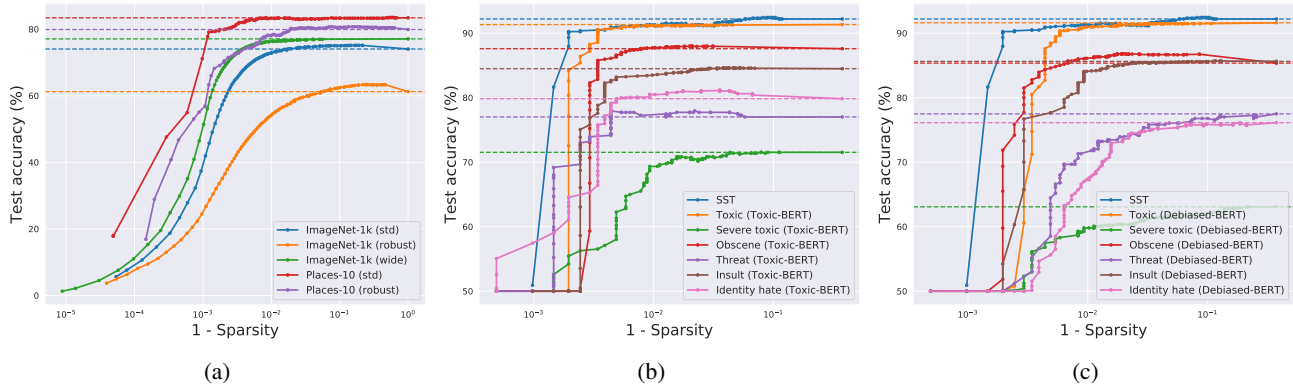 Test accuracy (%)
80
60
40
20
0
10⁻⁵
10⁻⁴
10⁻³
10⁻²
10⁻¹
10⁰
1 - Sparsity
ImageNet-1k (std)
ImageNet-1k (robust)
ImageNet-1k (wide)
Places-10 (std)
Places-10 (robust)
(a)
Test accuracy (%)
90
80
70
60
50
10⁻³
10⁻²
10⁻¹
1 - Sparsity
SST
Toxic (Toxic-BERT)
Severe toxic (Toxic-BERT)
Obscene (Toxic-BERT)
Threat (Toxic-BERT)
Insult (Toxic-BERT)
Identity hate (Toxic-BERT)
(b)
Test accuracy (%)
90
80
70
60
50
10⁻³
10⁻²
10⁻¹
1 - Sparsity
SST
Toxic (Debiased-BERT)
Severe toxic (Debiased-BERT)
Obscene (Debiased-BERT)
Threat (Debiased-BERT)
Insult (Debiased-BERT)
Identity hate (Debiased-BERT)
(c)